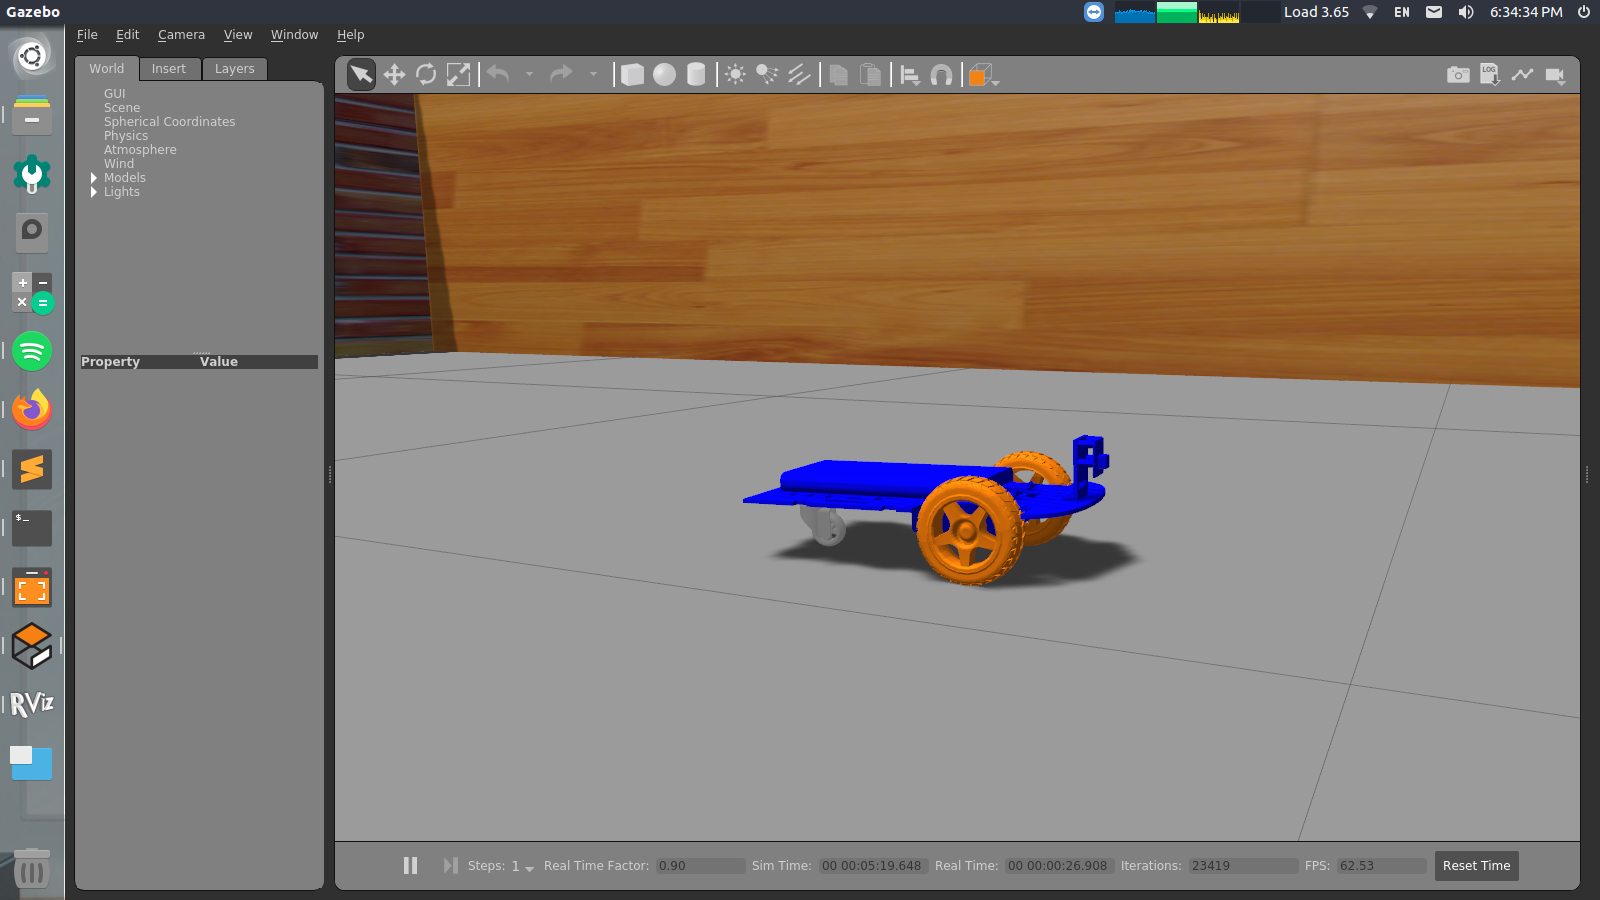 Gazebo
Load 3.65 EN 6:34:34 PM
File Edit Camera View Window Help
World Insert Layers
LOG
GUI
Scene
Spherical Coordinates
Physics
Atmosphere
Wind
Models
Lights
Property Value
$_
RViz
Steps: 1 Real Time Factor: 0.90 Sim Time: 00 00:05:19.648 Real Time: 00 00:00:26.908 Iterations: 23419 FPS: 62.53 Reset Time